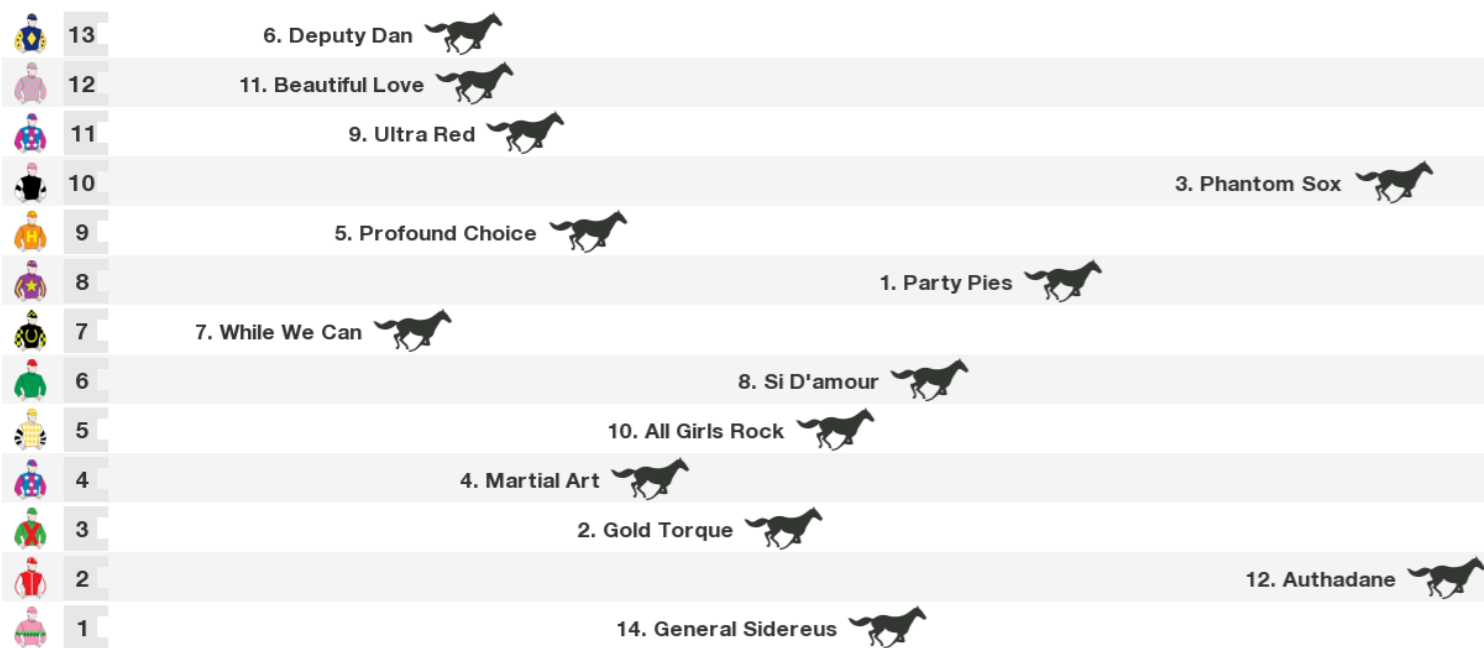 13 6. Deputy Dan
12 11. Beautiful Love
11 9. Ultra Red
10 3. Phantom Sox
9 5. Profound Choice
H
8 1. Party Pies
7 7. While We Can
6 8. Si D'amour
5 10. All Girls Rock
4 4. Martial Art
3 2. Gold Torque
2 12. Authadane
1 14. General Sidereus